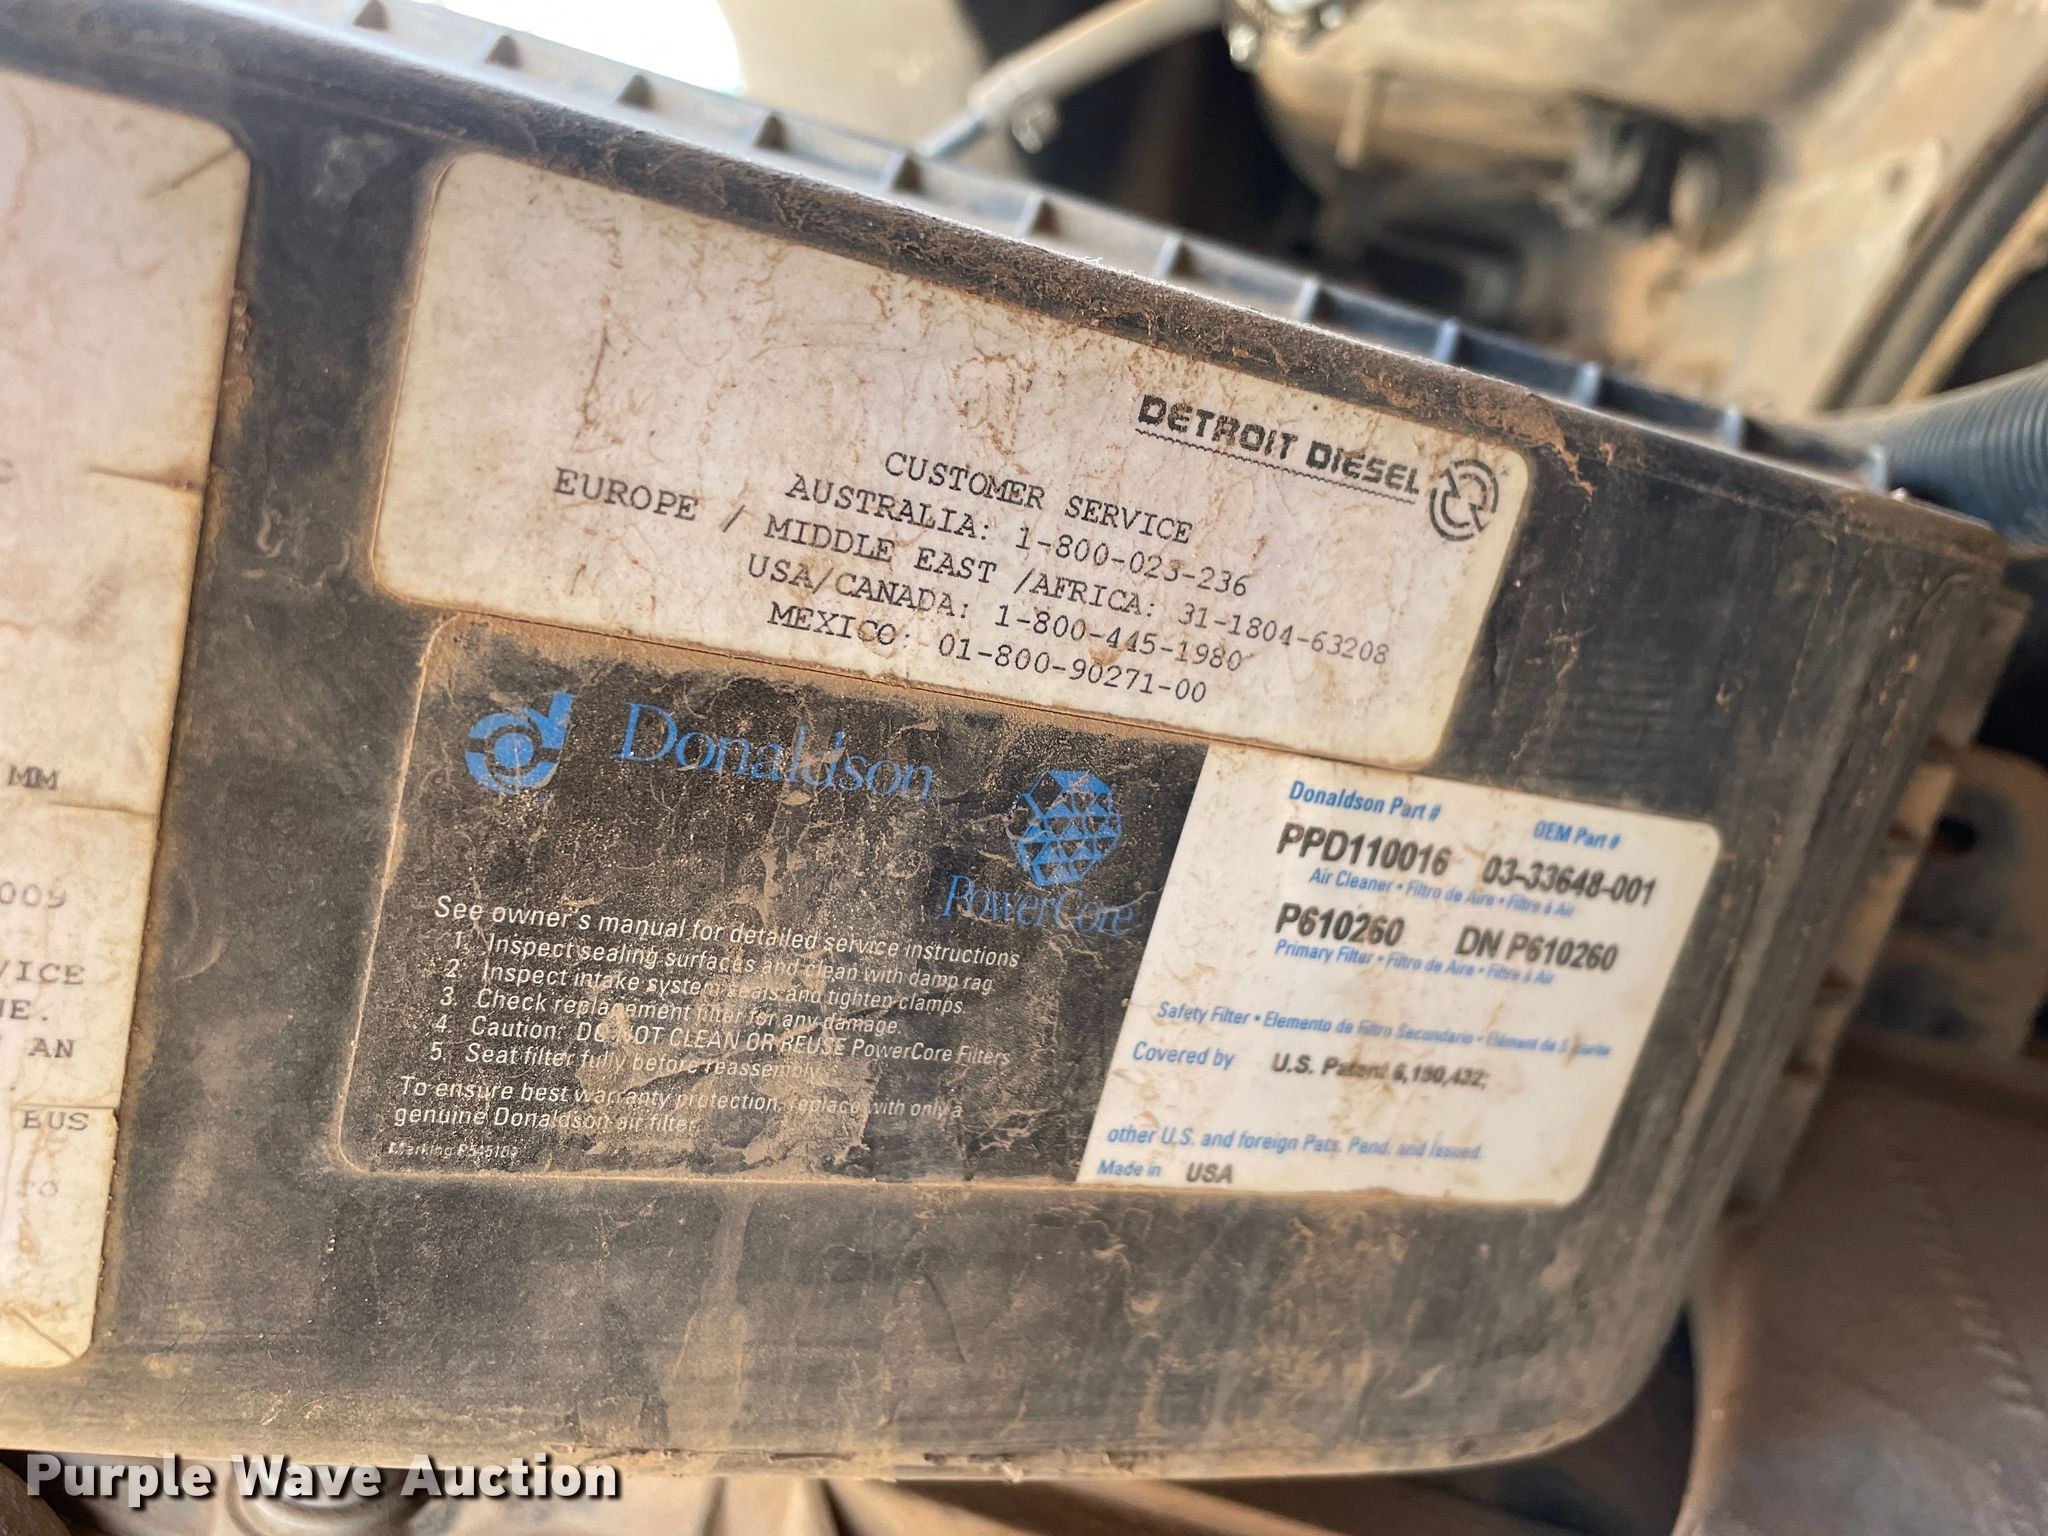 MM
009
VICE
NE.
AN
BUS
TO
DETROIT DIESEL
CUSTOMER SERVICE
AUSTRALIA: 1-800-023-236
EUROPE / MIDDLE EAST /AFRICA: 31-1804-63208
USA/CANADA: 1-800-445-1980
MEXICO: 01-800-90271-00
Donaldson
PowerCore
See owner's manual for detailed service instructions
1. Inspect sealing surfaces and clean with damp rag
2. Inspect intake system seals and tighten clamps.
3. Check replacement filter for any damage.
4. Caution: DO NOT CLEAN OR REUSE PowerCore Filters
5. Seat filter fully before reassembly
To ensure best warranty protection, replace with only a
genuine Donaldson air filter.
Marking
Donaldson Part # OEM Part #
PPD110016 03-33648-001
Air Cleaner • Filtro de Aire • Filtre à Air
P610260 DN P610260
Primary Filter • Filtro de Aire • Filtre à Air
Safety Filter • Elemento de Filtro Secundario • Elément de Sécurité
Covered by U.S. Patent 6,190,432;
other U.S. and foreign Pats. Pend. and Issued.
Made in USA
Purple Wave Auction